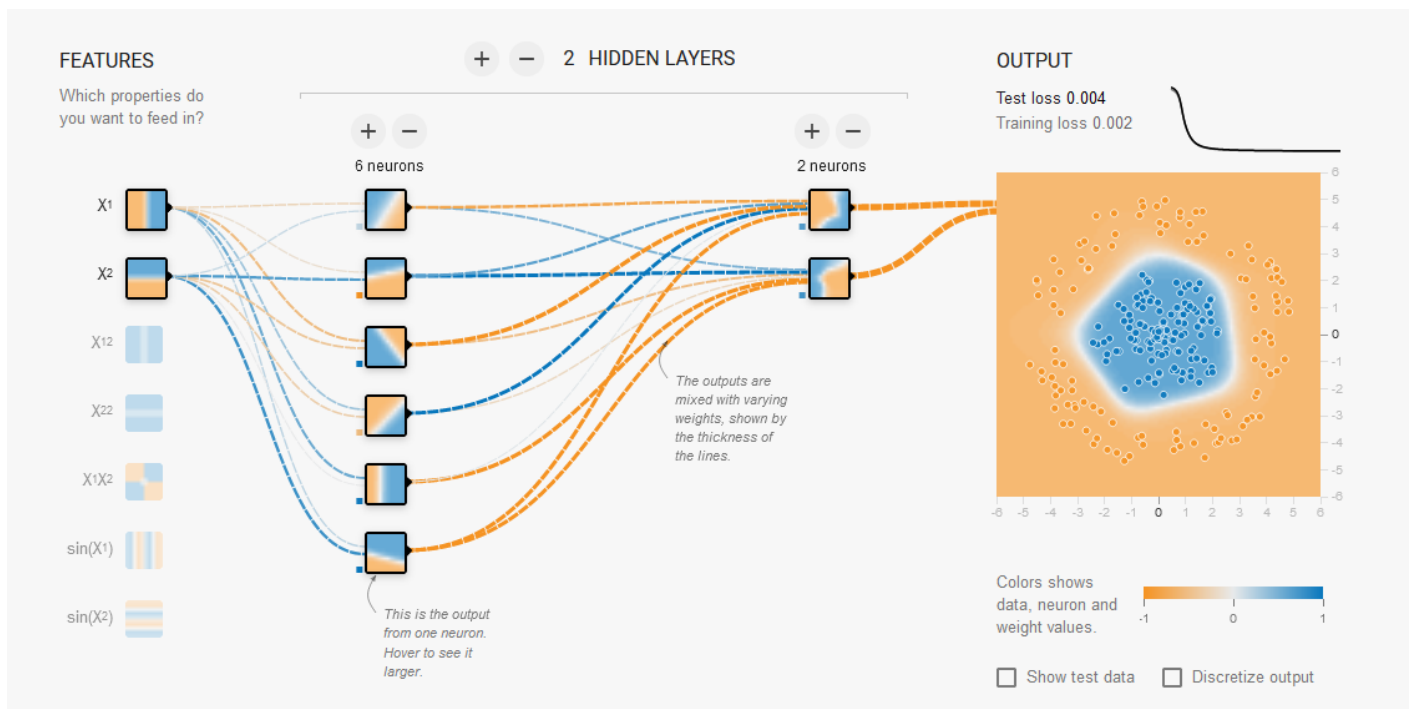 FEATURES
Which properties do
you want to feed in?
+ − 2 HIDDEN LAYERS
+ −
6 neurons
+ −
2 neurons
OUTPUT
Test loss 0.004
Training loss 0.002
X1
X2
X12
X22
X1X2
sin(X1)
sin(X2)
This is the output
from one neuron.
Hover to see it
larger.
The outputs are
mixed with varying
weights, shown by
the thickness of
the lines.
6
5
4
3
2
1
0
-1
-2
-3
-4
-5
-6
-6 -5 -4 -3 -2 -1 0 1 2 3 4 5 6
Colors shows
data, neuron and
weight values.
-1 0 1
Show test data
Discretize output